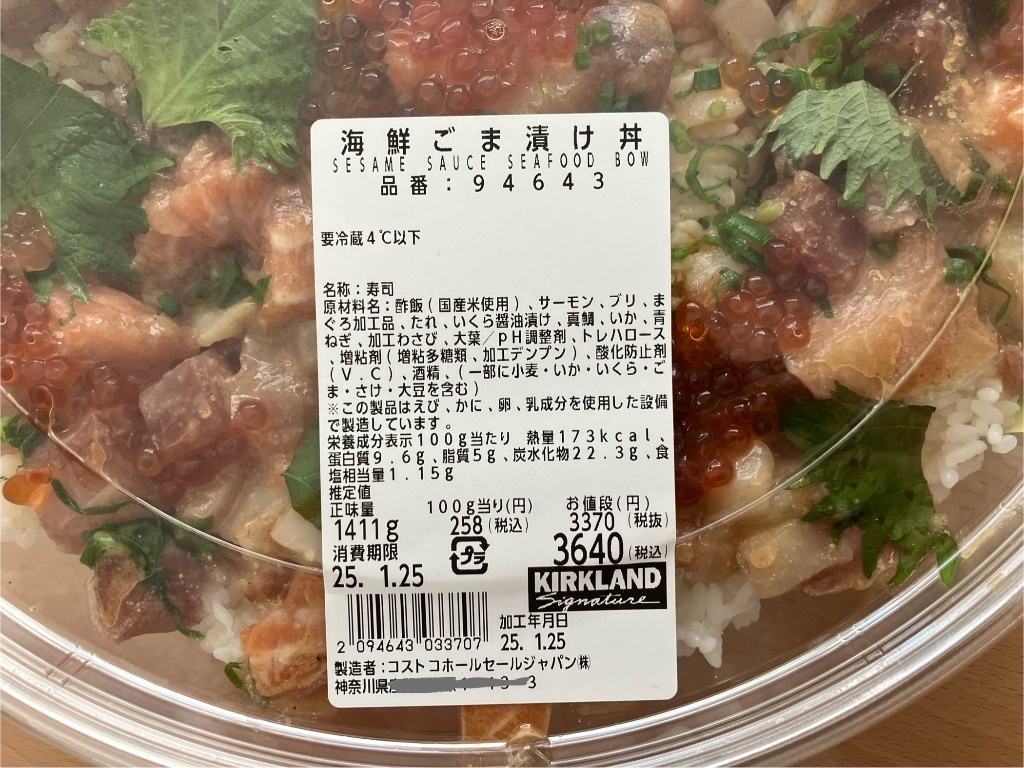 海鮮ごま漬け丼
SESAME SAUCE SEAFOOD BOW
品番：94643
要冷蔵4℃以下
名称：寿司
原材料名：酢飯(国産米使用)、サーモン、ブリ、ま
ぐろ加工品、たれ、いくら醤油漬け、真鯛、いか、青
ねぎ、加工わさび、大葉／pH調整剤、トレハロース
、増粘剤(増粘多糖類、加工デンプン)、酸化防止剤
(V.C)、酒精、(一部に小麦・いか・いくら・ご
ま・さけ・大豆を含む)
※この製品はえび、かに、卵、乳成分を使用した設備
で製造しています。
栄養成分表示100g当たり 熱量173kcal、
蛋白質9.6g、脂質5g、炭水化物22.3g、食
塩相当量1.15g
推定値
正味量 100g当り(円) お値段(円)
1411g 258(税込) 3370(税抜)
消費期限 プラ 3640(税込)
25. 1.25
KIRKLAND
Signature
加工年月日
2 094643 033707 25. 1.25
製造者：コストコホールセールジャパン㈱
神奈川県 3